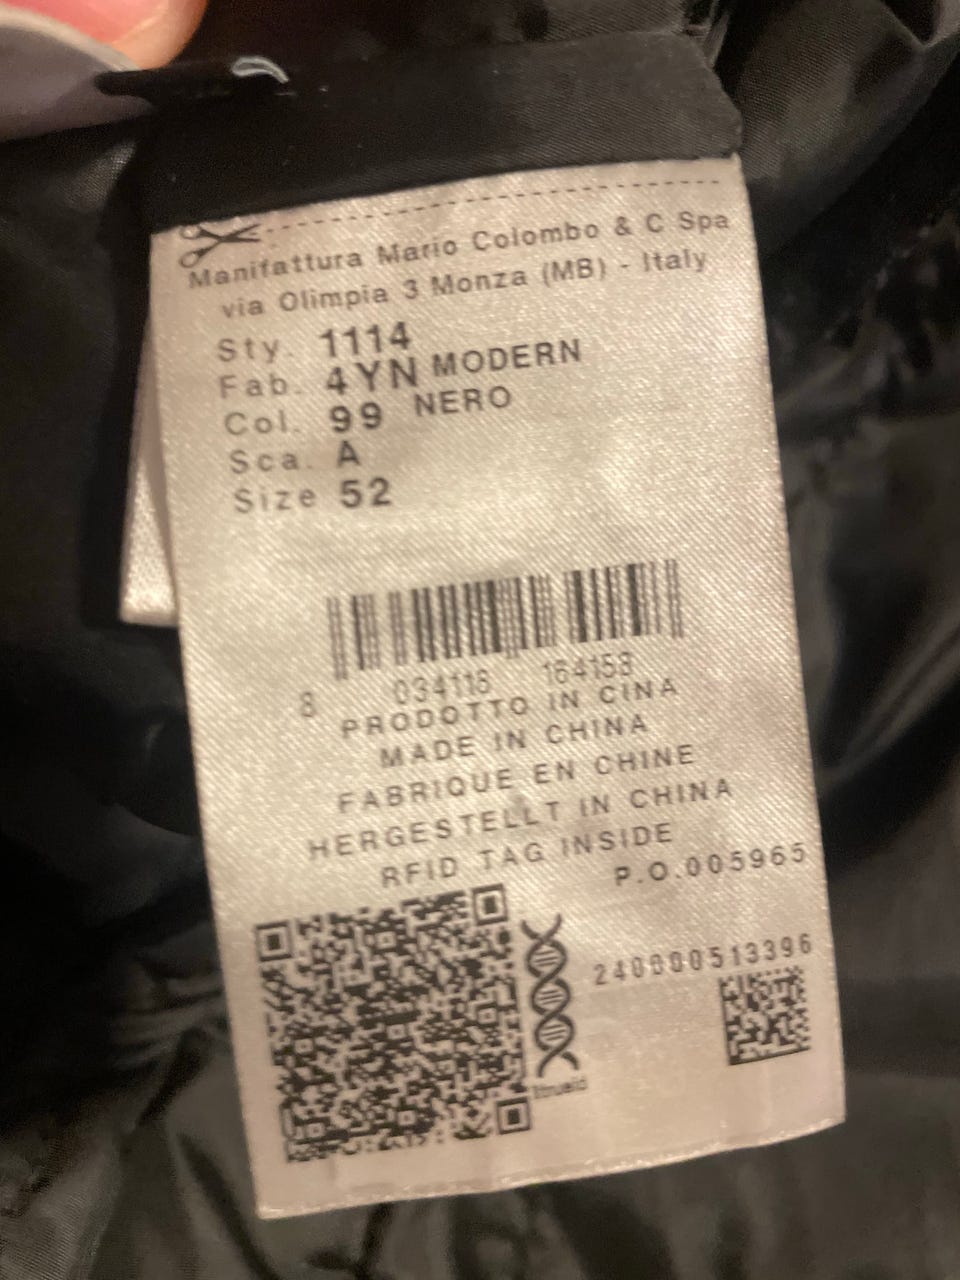 Manifattura Mario Colombo & C Spa
via Olimpia 3 Monza (MB) - Italy
Sty. 1114
Fab. 4YN MODERN
Col. 99 NERO
Sca. A
Size 52
8 034118 164158
PRODOTTO IN CINA
MADE IN CHINA
FABRIQUE EN CHINE
HERGESTELLT IN CHINA
RFID TAG INSIDE
P.O.005965
240000513396